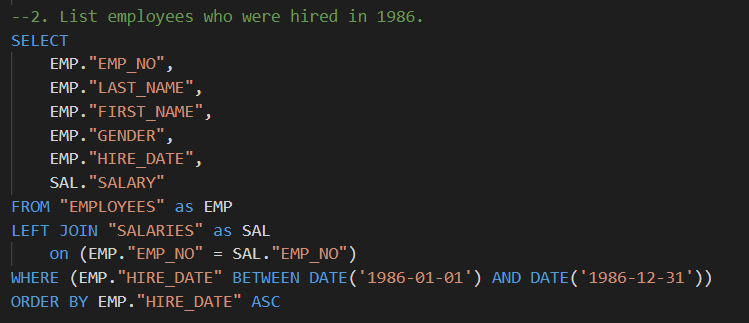 --2. List employees who were hired in 1986.
SELECT
EMP."EMP_NO",
EMP."LAST_NAME",
EMP."FIRST_NAME",
EMP."GENDER",
EMP."HIRE_DATE",
SAL."SALARY"
FROM "EMPLOYEES" as EMP
LEFT JOIN "SALARIES" as SAL
on (EMP."EMP_NO" = SAL."EMP_NO")
WHERE (EMP."HIRE_DATE" BETWEEN DATE('1986-01-01') AND DATE('1986-12-31'))
ORDER BY EMP."HIRE_DATE" ASC